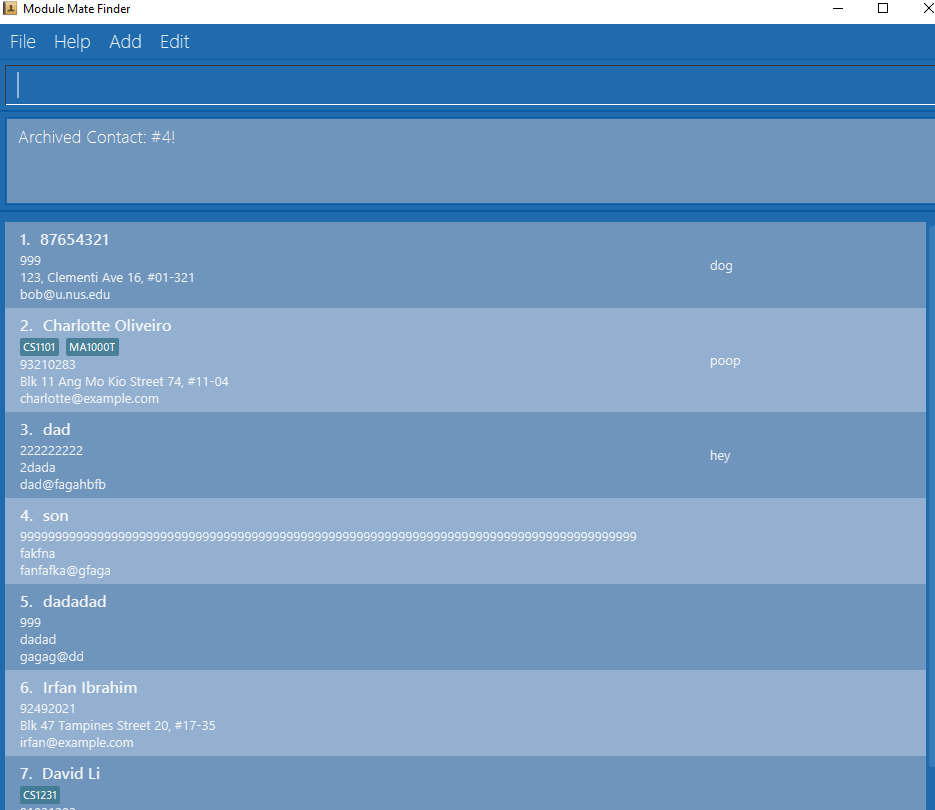 Module Mate Finder
File Help Add Edit
Archived Contact: #4!
1. 87654321
999
123, Clementi Ave 16, #01-321
bob@u.nus.edu
dog
2. Charlotte Oliveiro
CS1101 MA1000T
93210283
Blk 11 Ang Mo Kio Street 74, #11-04
charlotte@example.com
poop
3. dad
222222222
2dada
dad@fagahbfb
hey
4. son
fakfna
fanfafka@gfaga
5. dadadad
999
dadad
gagag@dd
6. Irfan Ibrahim
92492021
Blk 47 Tampines Street 20, #17-35
irfan@example.com
7. David Li
CS1231